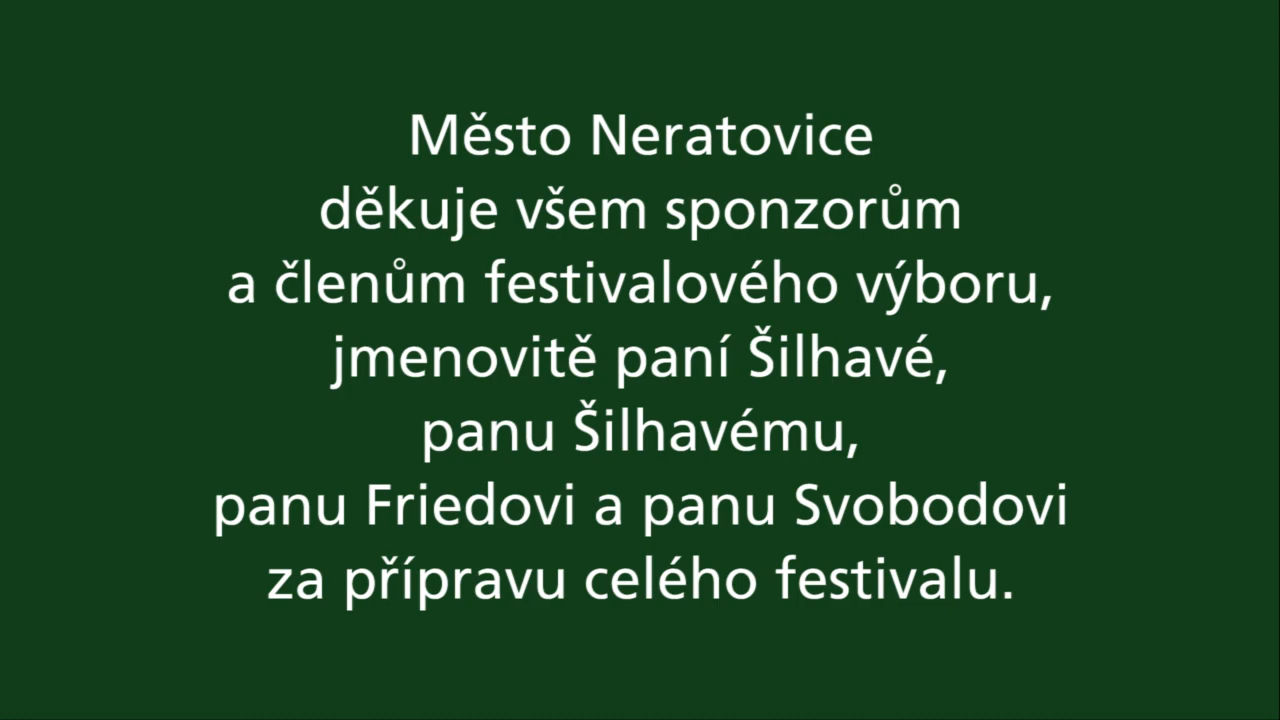 Město Neratovice
děkuje všem sponzorům
a členům festivalového výboru,
jmenovitě paní Šilhavé,
panu Šilhavému,
panu Friedovi a panu Svobodovi
za přípravu celého festivalu.